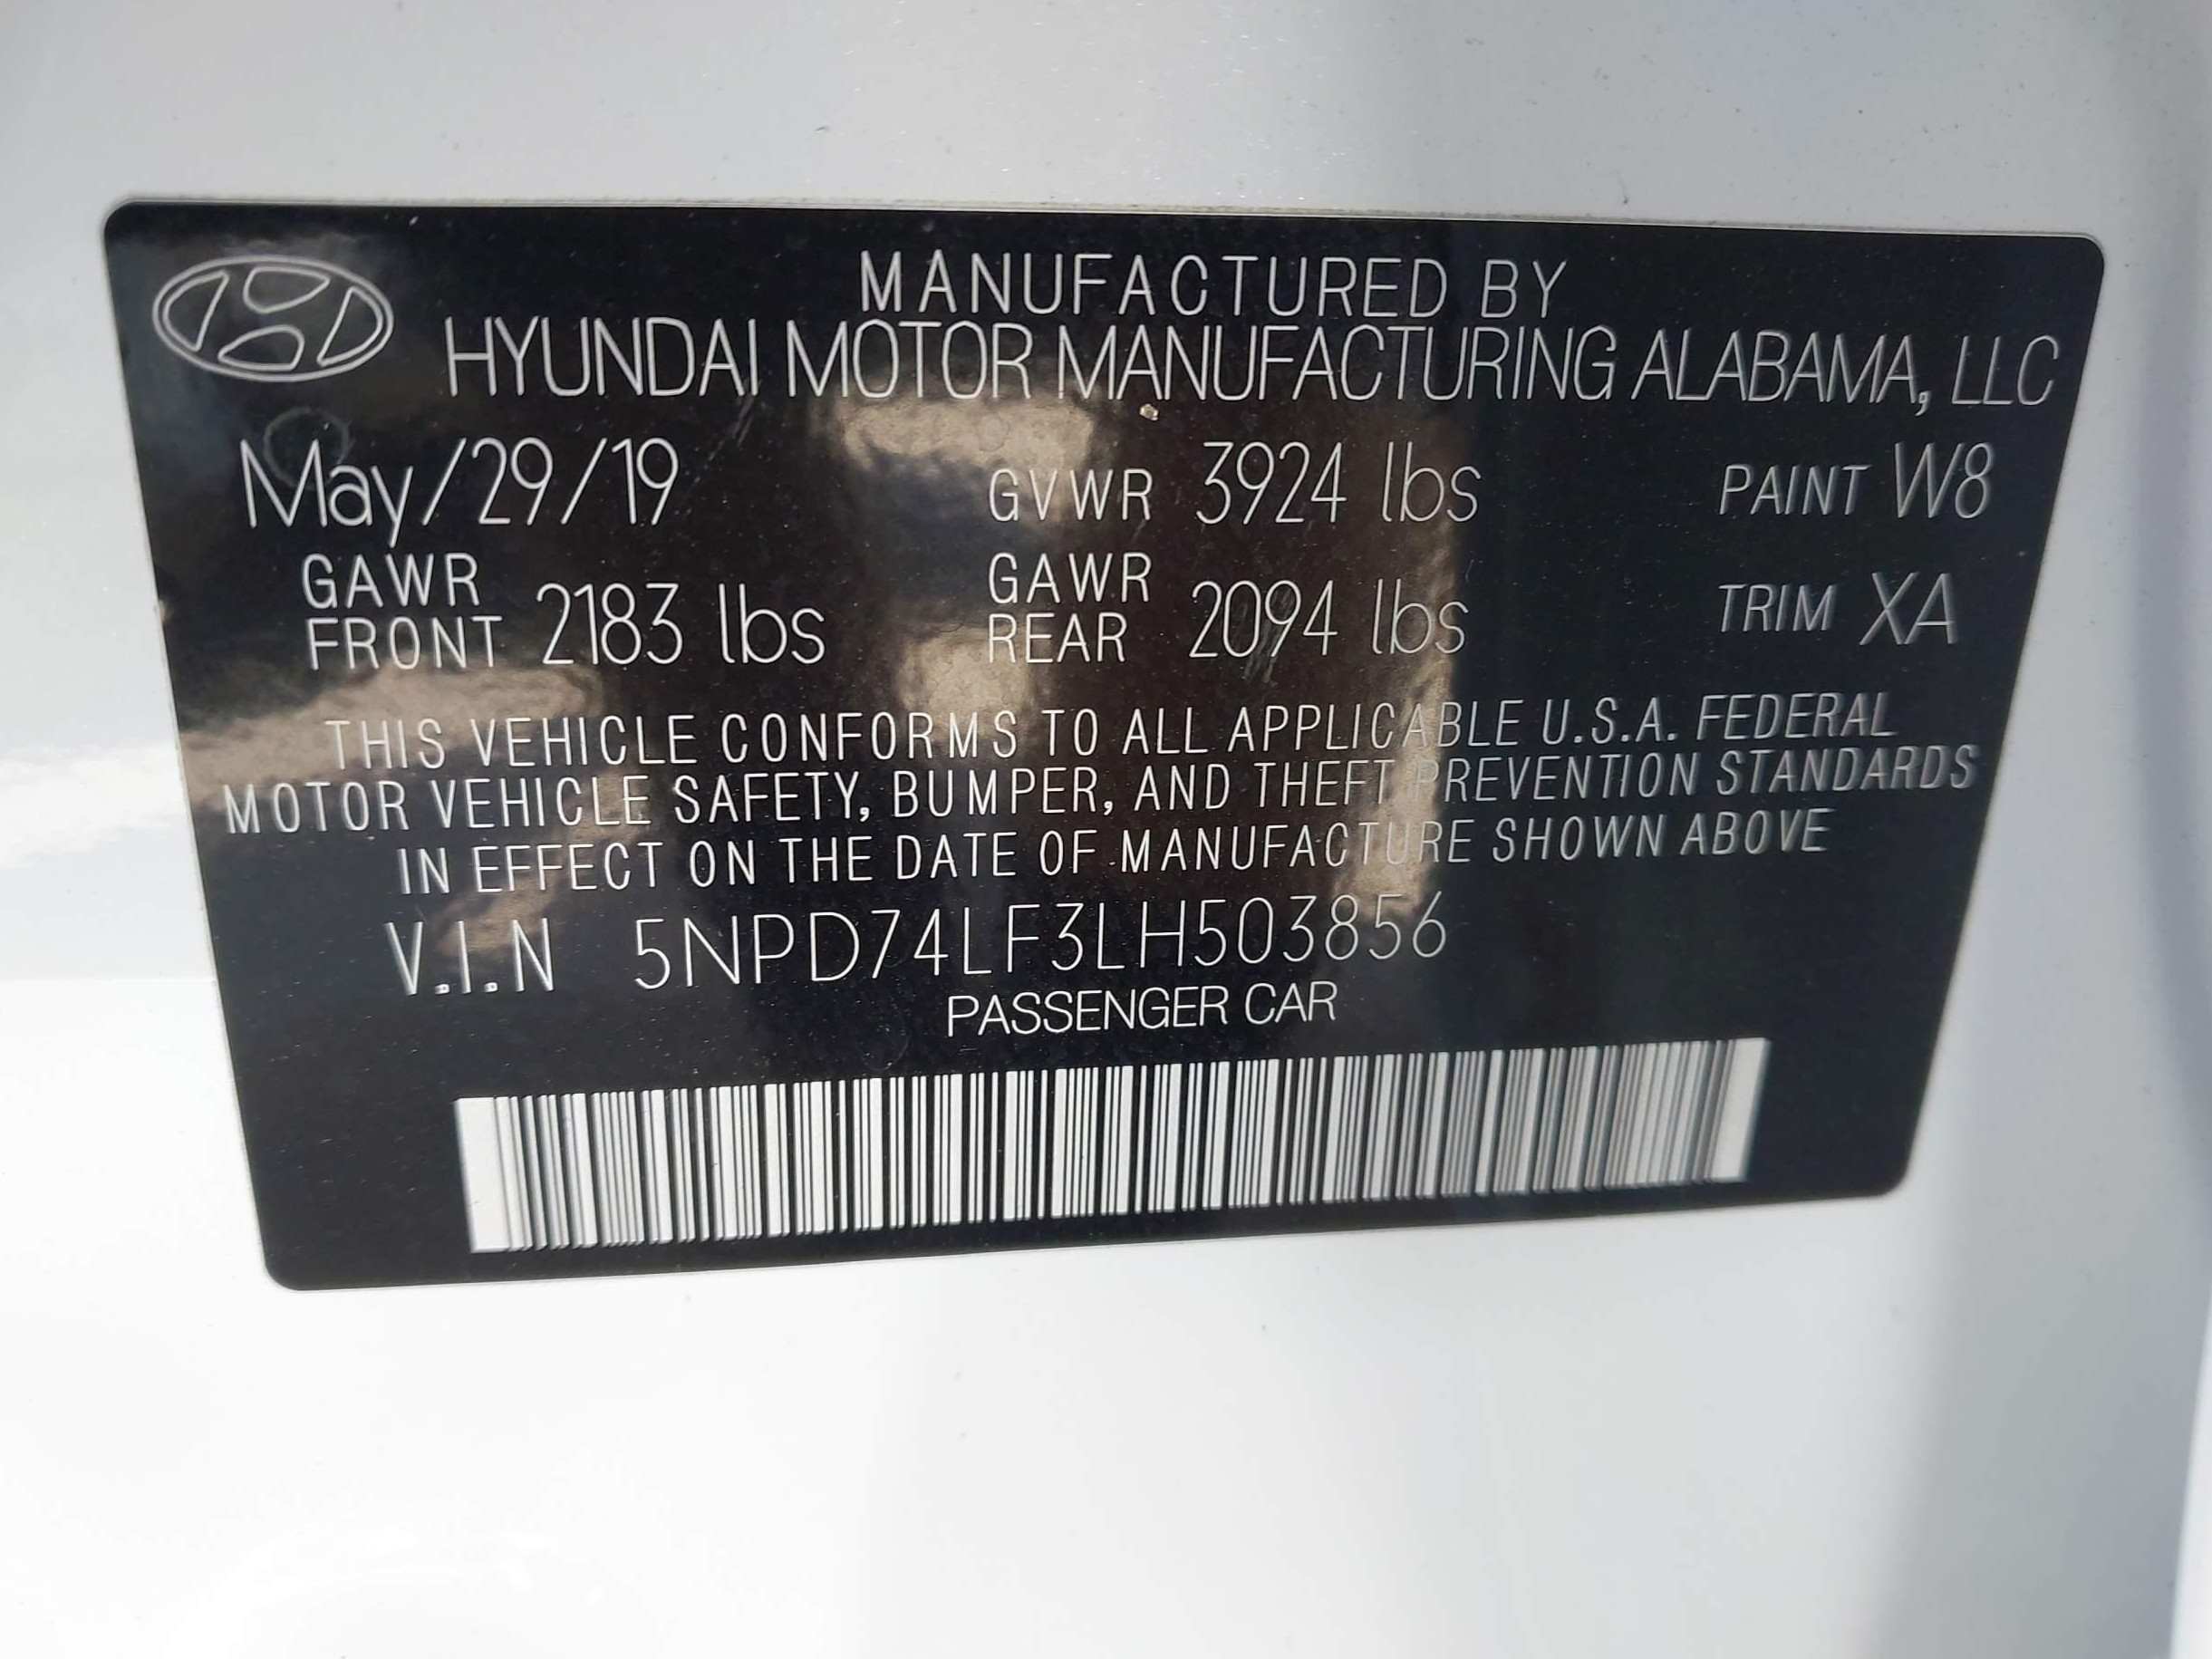 MANUFACTURED BY
HYUNDAI MOTOR MANUFACTURING ALABAMA, LLC
May/29/19 GVWR 3924 lbs PAINT W8
GAWR FRONT 2183 lbs GAWR REAR 2094 lbs TRIM XA
THIS VEHICLE CONFORMS TO ALL APPLICABLE U.S.A. FEDERAL
MOTOR VEHICLE SAFETY, BUMPER, AND THEFT PREVENTION STANDARDS
IN EFFECT ON THE DATE OF MANUFACTURE SHOWN ABOVE
V.I.N 5NPD74LF3LH503856
PASSENGER CAR